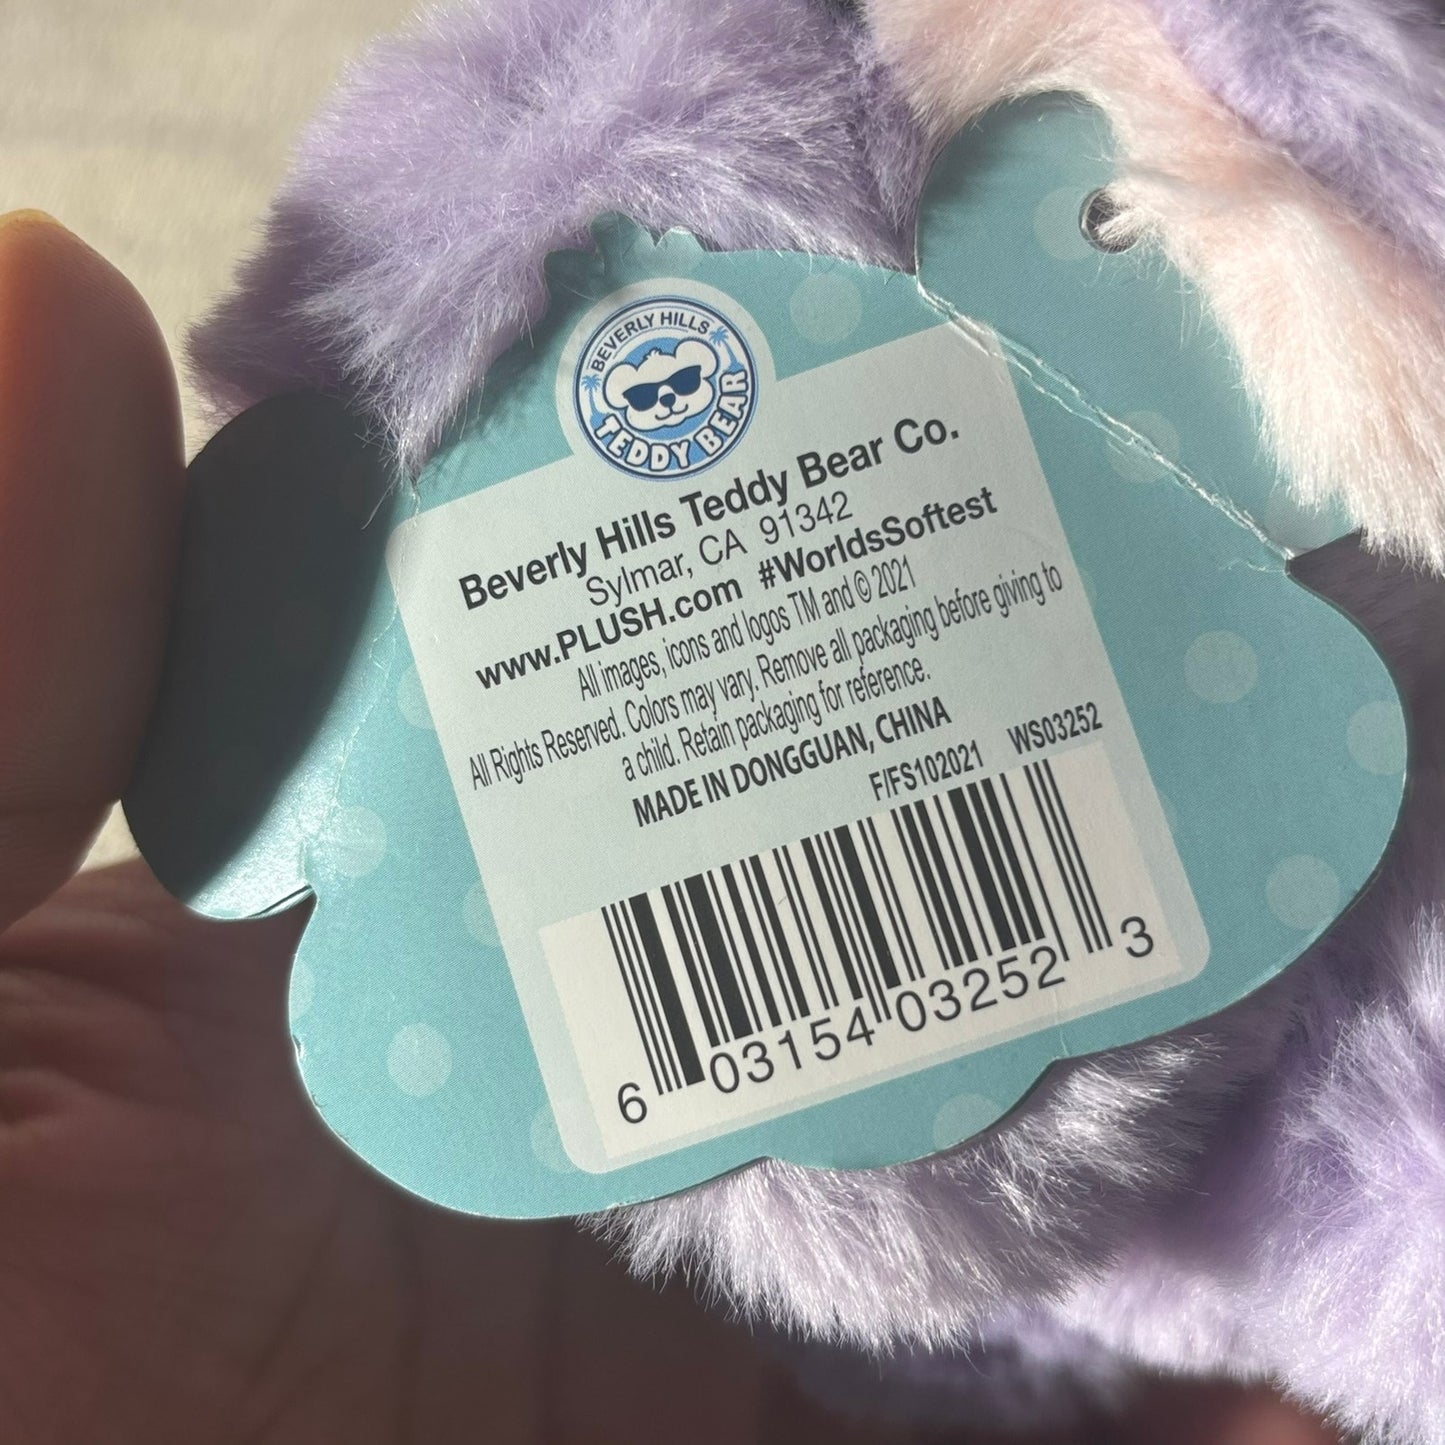 BEVERLY HILLS
TEDDY BEAR
Beverly Hills Teddy Bear Co.
Sylmar, CA 91342
www.PLUSH.com #WorldsSoftest
All images, icons and logos TM and © 2021
All Rights Reserved. Colors may vary. Remove all packaging before giving to
a child. Retain packaging for reference.
MADE IN DONGGUAN, CHINA
F/FS102021 WS03252
6 03154 03252 3